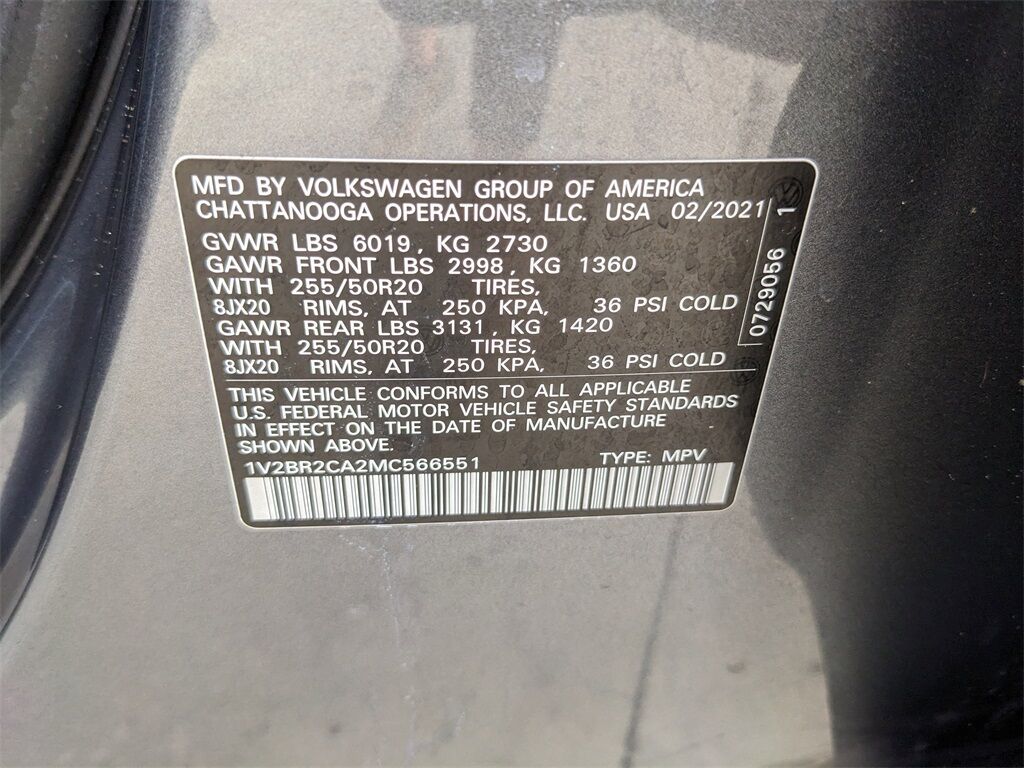 MFD BY VOLKSWAGEN GROUP OF AMERICA
CHATTANOOGA OPERATIONS, LLC. USA 02/2021
GVWR LBS 6019, KG 2730
GAWR FRONT LBS 2998, KG 1360
WITH 255/50R20 TIRES,
8JX20 RIMS, AT 250 KPA, 36 PSI COLD
GAWR REAR LBS 3131, KG 1420
WITH 255/50R20 TIRES,
8JX20 RIMS, AT 250 KPA, 36 PSI COLD
THIS VEHICLE CONFORMS TO ALL APPLICABLE
U.S. FEDERAL MOTOR VEHICLE SAFETY STANDARDS
IN EFFECT ON THE DATE OF MANUFACTURE
SHOWN ABOVE.
1V2BR2CA2MC566551 TYPE: MPV
0729056 1